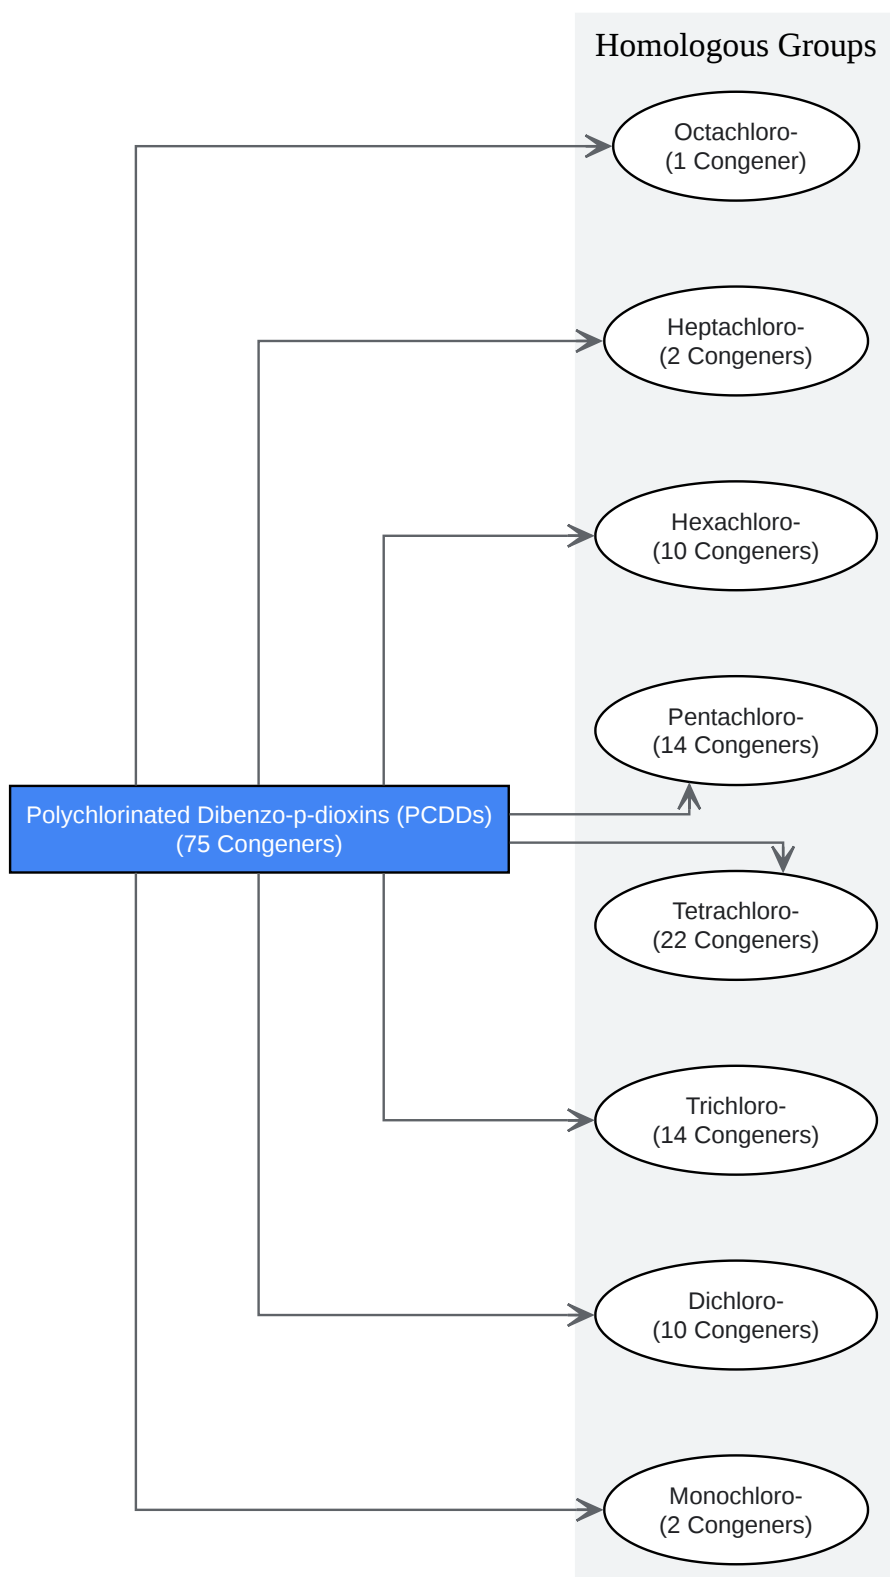 Homologous Groups
Octachloro-
(1 Congener)
Heptachloro-
(2 Congeners)
Hexachloro-
(10 Congeners)
Pentachloro-
(14 Congeners)
Polychlorinated Dibenzo-p-dioxins (PCDDs)
(75 Congeners)
Tetrachloro-
(22 Congeners)
Trichloro-
(14 Congeners)
Dichloro-
(10 Congeners)
Monochloro-
(2 Congeners)